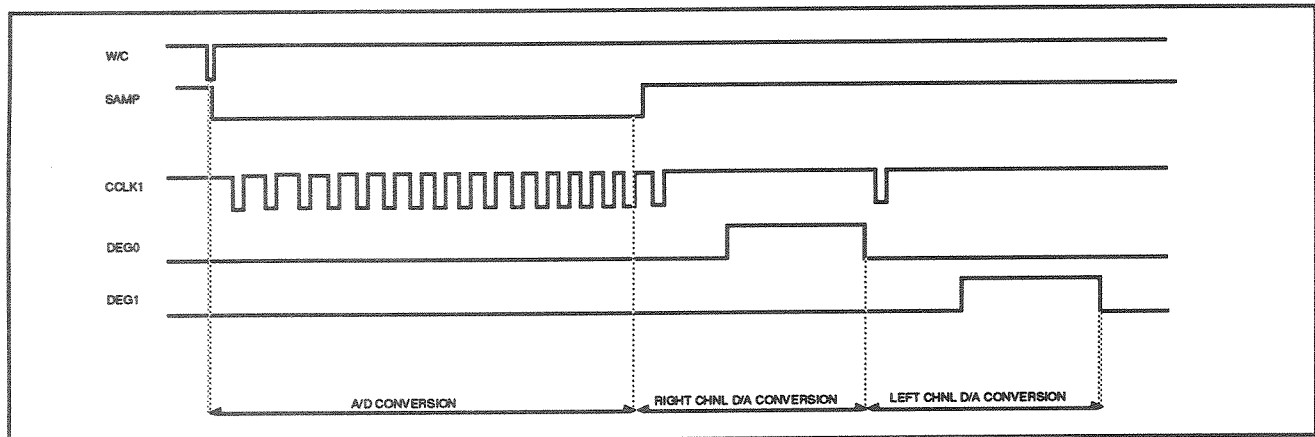 W/C
SAMP
CCLK1
DEG0
DEG1
A/D CONVERSION
RIGHT CHNL D/A CONVERSION
LEFT CHNL D/A CONVERSION